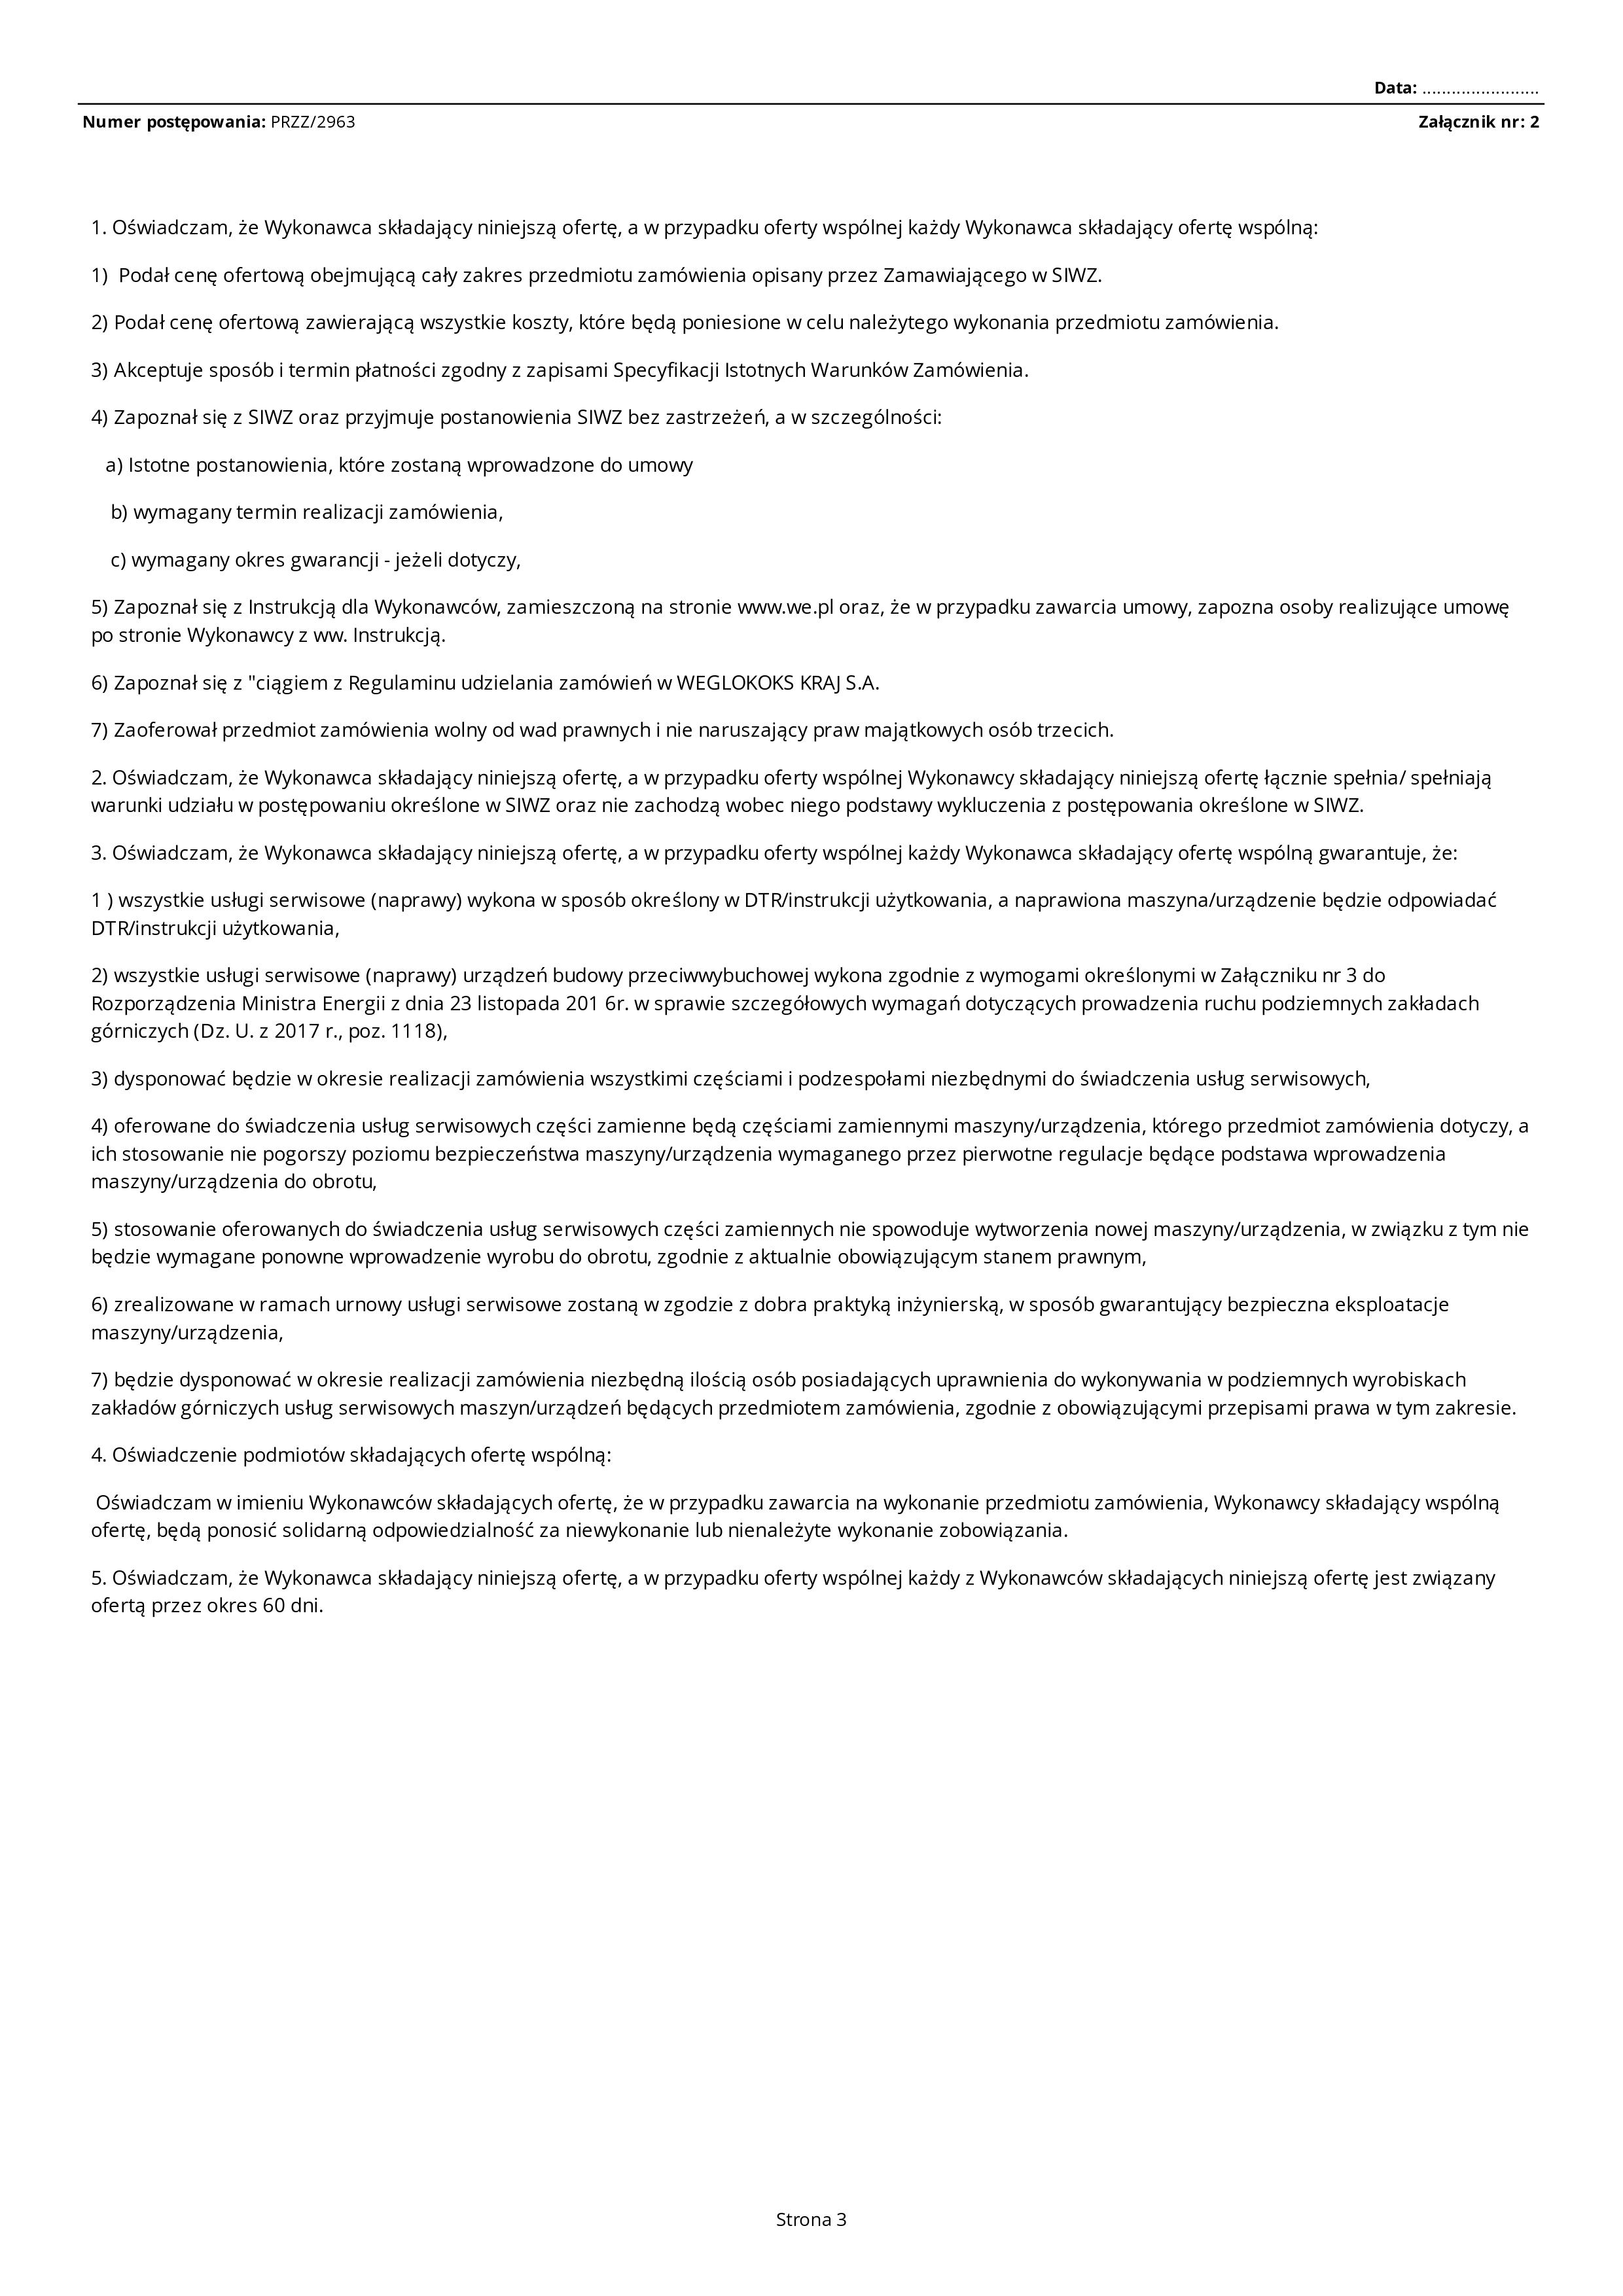 Data: ........................
Numer postępowania: PRZZ/2963 Załącznik nr: 2
1. Oświadczam, że Wykonawca składający niniejszą ofertę, a w przypadku oferty wspólnej każdy Wykonawca składający ofertę wspólną:
1)  Podał cenę ofertową obejmującą cały zakres przedmiotu zamówienia opisany przez Zamawiającego w SIWZ.
2) Podał cenę ofertową zawierającą wszystkie koszty, które będą poniesione w celu należytego wykonania przedmiotu zamówienia.
3) Akceptuje sposób i termin płatności zgodny z zapisami Specyfikacji Istotnych Warunków Zamówienia.
4) Zapoznał się z SIWZ oraz przyjmuje postanowienia SIWZ bez zastrzeżeń, a w szczególności:
a) Istotne postanowienia, które zostaną wprowadzone do umowy
b) wymagany termin realizacji zamówienia,
c) wymagany okres gwarancji - jeżeli dotyczy,
5) Zapoznał się z Instrukcją dla Wykonawców, zamieszczoną na stronie www.we.pl oraz, że w przypadku zawarcia umowy, zapozna osoby realizujące umowę
po stronie Wykonawcy z ww. Instrukcją.
6) Zapoznał się z "ciągiem z Regulaminu udzielania zamówień w WEGLOKOKS KRAJ S.A.
7) Zaoferował przedmiot zamówienia wolny od wad prawnych i nie naruszający praw majątkowych osób trzecich.
2. Oświadczam, że Wykonawca składający niniejszą ofertę, a w przypadku oferty wspólnej Wykonawcy składający niniejszą ofertę łącznie spełnia/ spełniają
warunki udziału w postępowaniu określone w SIWZ oraz nie zachodzą wobec niego podstawy wykluczenia z postępowania określone w SIWZ.
3. Oświadczam, że Wykonawca składający niniejszą ofertę, a w przypadku oferty wspólnej każdy Wykonawca składający ofertę wspólną gwarantuje, że:
1 ) wszystkie usługi serwisowe (naprawy) wykona w sposób określony w DTR/instrukcji użytkowania, a naprawiona maszyna/urządzenie będzie odpowiadać
DTR/instrukcji użytkowania,
2) wszystkie usługi serwisowe (naprawy) urządzeń budowy przeciwwybuchowej wykona zgodnie z wymogami określonymi w Załączniku nr 3 do
Rozporządzenia Ministra Energii z dnia 23 listopada 201 6r. w sprawie szczegółowych wymagań dotyczących prowadzenia ruchu podziemnych zakładach
górniczych (Dz. U. z 2017 r., poz. 1118),
3) dysponować będzie w okresie realizacji zamówienia wszystkimi częściami i podzespołami niezbędnymi do świadczenia usług serwisowych,
4) oferowane do świadczenia usług serwisowych części zamienne będą częściami zamiennymi maszyny/urządzenia, którego przedmiot zamówienia dotyczy, a
ich stosowanie nie pogorszy poziomu bezpieczeństwa maszyny/urządzenia wymaganego przez pierwotne regulacje będące podstawa wprowadzenia
maszyny/urządzenia do obrotu,
5) stosowanie oferowanych do świadczenia usług serwisowych części zamiennych nie spowoduje wytworzenia nowej maszyny/urządzenia, w związku z tym nie
będzie wymagane ponowne wprowadzenie wyrobu do obrotu, zgodnie z aktualnie obowiązującym stanem prawnym,
6) zrealizowane w ramach urnowy usługi serwisowe zostaną w zgodzie z dobra praktyką inżynierską, w sposób gwarantujący bezpieczna eksploatacje
maszyny/urządzenia,
7) będzie dysponować w okresie realizacji zamówienia niezbędną ilością osób posiadających uprawnienia do wykonywania w podziemnych wyrobiskach
zakładów górniczych usług serwisowych maszyn/urządzeń będących przedmiotem zamówienia, zgodnie z obowiązującymi przepisami prawa w tym zakresie.
4. Oświadczenie podmiotów składających ofertę wspólną:
Oświadczam w imieniu Wykonawców składających ofertę, że w przypadku zawarcia na wykonanie przedmiotu zamówienia, Wykonawcy składający wspólną
ofertę, będą ponosić solidarną odpowiedzialność za niewykonanie lub nienależyte wykonanie zobowiązania.
5. Oświadczam, że Wykonawca składający niniejszą ofertę, a w przypadku oferty wspólnej każdy z Wykonawców składających niniejszą ofertę jest związany
ofertą przez okres 60 dni.
Strona 3